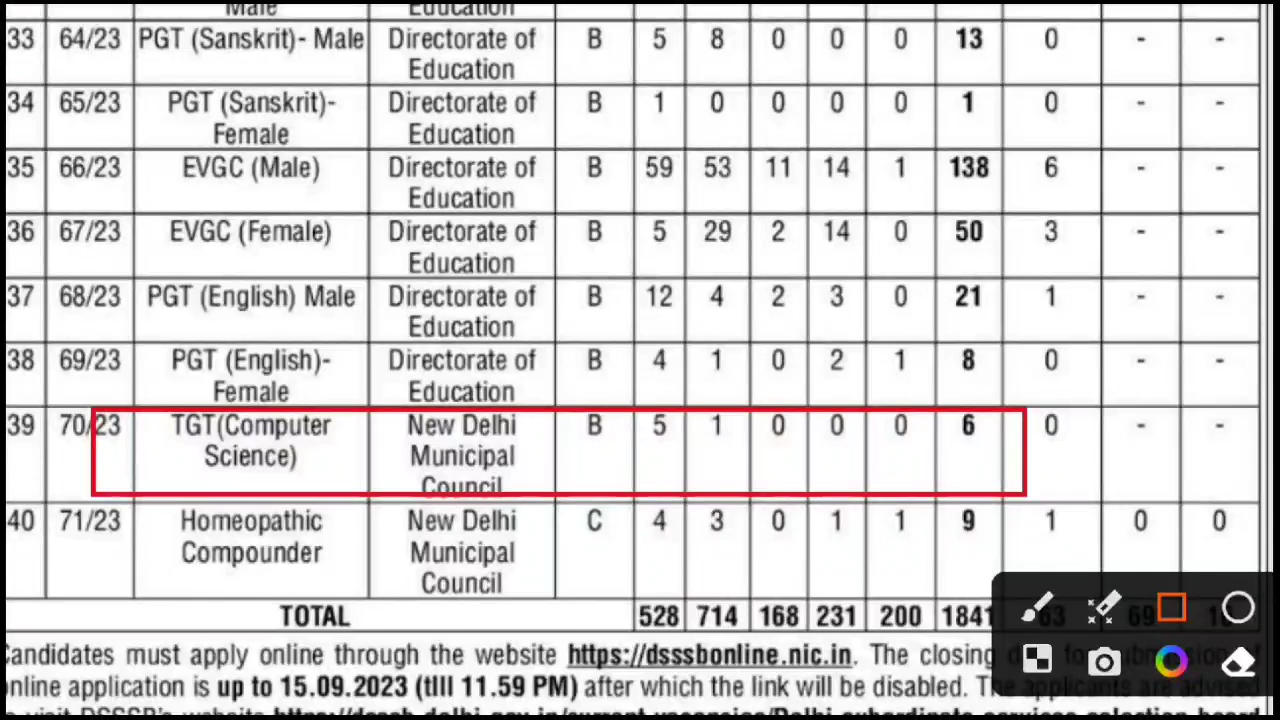 Male Education
33 64/23 PGT (Sanskrit)- Male Directorate of B 5 8 0 0 0 13 0 - -
Education
34 65/23 PGT (Sanskrit)- Directorate of B 1 0 0 0 0 1 0 - -
Female Education
35 66/23 EVGC (Male) Directorate of B 59 53 11 14 1 138 6 - -
Education
36 67/23 EVGC (Female) Directorate of B 5 29 2 14 0 50 3 - -
Education
37 68/23 PGT (English) Male Directorate of B 12 4 2 3 0 21 1 - -
Education
38 69/23 PGT (English)- Directorate of B 4 1 0 2 1 8 0 - -
Female Education
39 70/23 TGT(Computer New Delhi B 5 1 0 0 0 6 0 - -
Science) Municipal
Council
40 71/23 Homeopathic New Delhi C 4 3 0 1 1 9 1 0 0
Compounder Municipal
Council
TOTAL 528 714 168 231 200 1841 63 69
Candidates must apply online through the website https://dsssbonline.nic.in. The closing for of
online application is up to 15.09.2023 (till 11.59 PM) after which the link will be disabled. The applicants are advised
visit DSSSB's website https://dsssb.delhi.gov.in/current-vacancies/Delhi-subordinate-services-selection-board